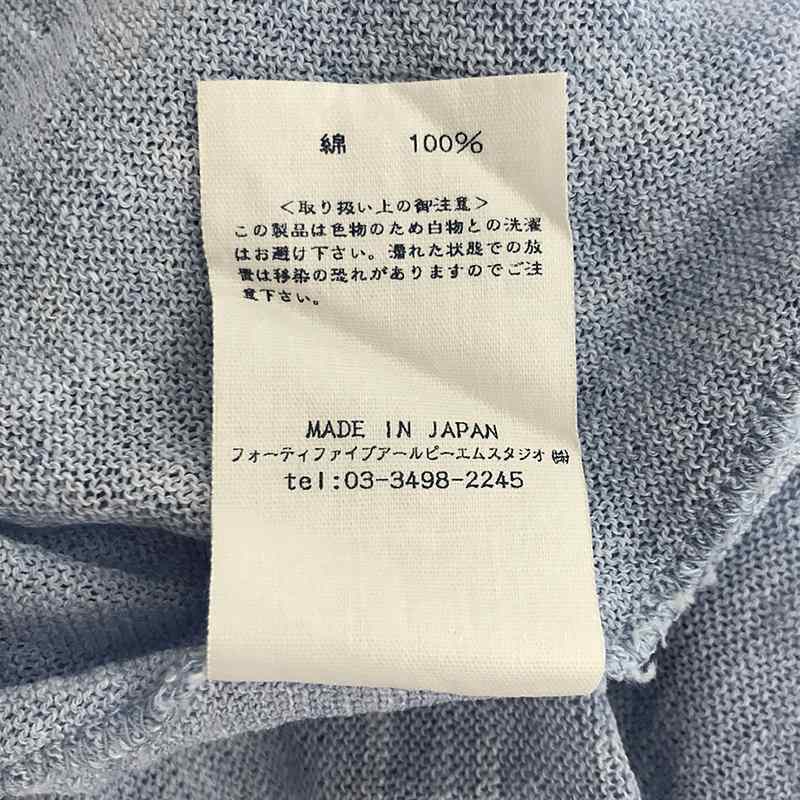 綿 100%
<取り扱い上の御注意>
この製品は色物のため白物との洗濯
はお避け下さい。濡れた状態での放
置は移染の恐れがありますのでご注
意下さい。
MADE IN JAPAN
フォーティファイブアールピーエムスタジオ㈱
tel:03-3498-2245